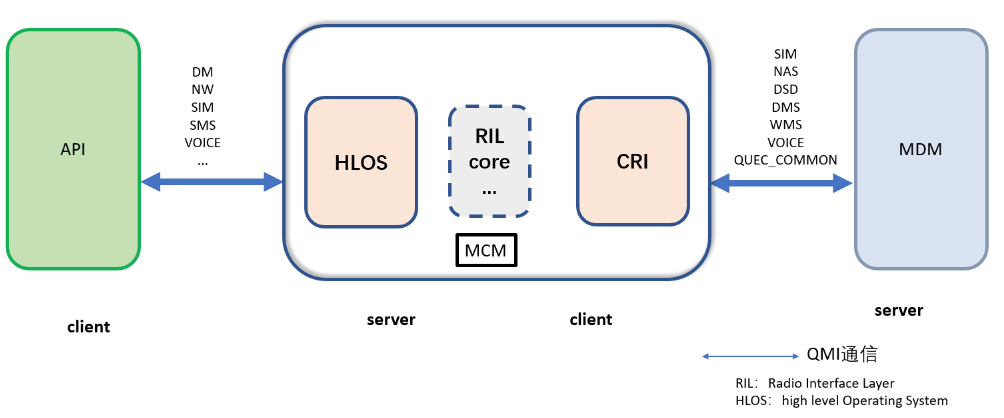 API
DM
NW
SIM
SMS
VOICE
...
HLOS
RIL
core
...
MCM
CRI
SIM
NAS
DSD
DMS
WMS
VOICE
QUEC_COMMON
MDM
client
server
client
server
QMI通信
RIL： Radio Interface Layer
HLOS： high level Operating System